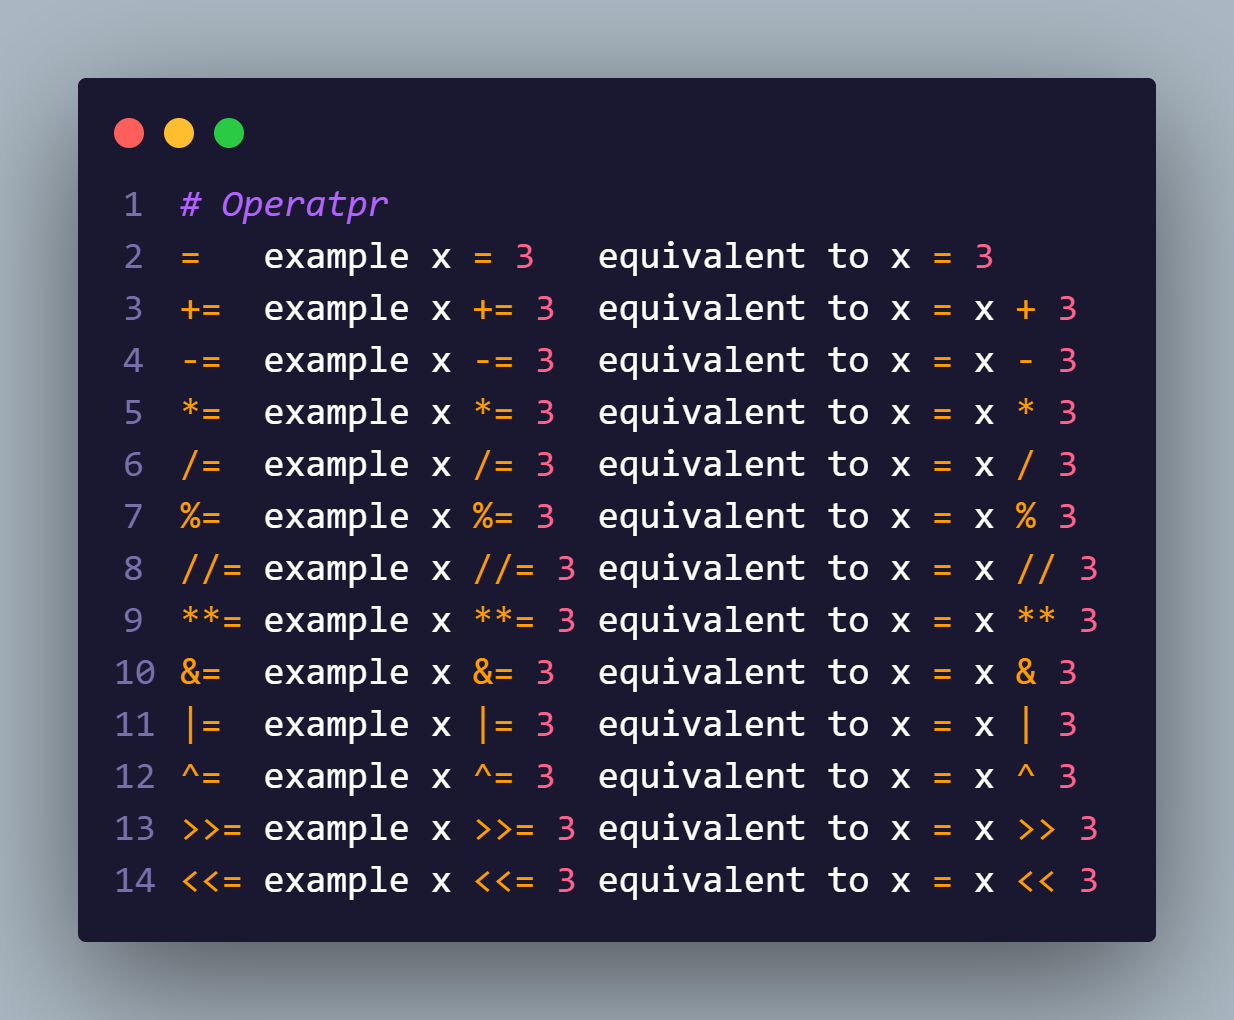 1 # Operatpr
2 =   example x = 3   equivalent to x = 3
3 +=  example x += 3  equivalent to x = x + 3
4 -=  example x -= 3  equivalent to x = x - 3
5 *=  example x *= 3  equivalent to x = x * 3
6 /=  example x /= 3  equivalent to x = x / 3
7 %=  example x %= 3  equivalent to x = x % 3
8 //= example x //= 3 equivalent to x = x // 3
9 **= example x **= 3 equivalent to x = x ** 3
10 &=  example x &= 3  equivalent to x = x & 3
11 |=  example x |= 3  equivalent to x = x | 3
12 ^=  example x ^= 3  equivalent to x = x ^ 3
13 >>= example x >>= 3 equivalent to x = x >> 3
14 <<= example x <<= 3 equivalent to x = x << 3